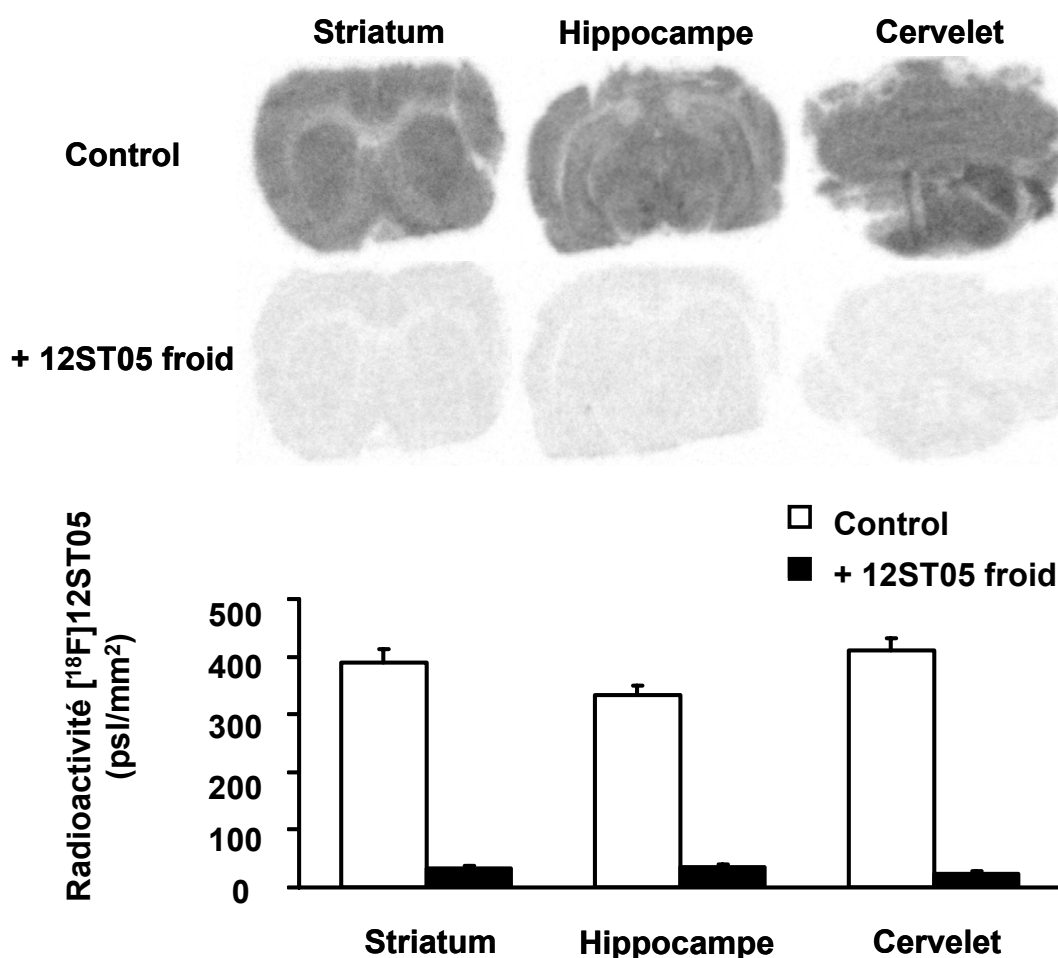 Striatum Hippocampe Cervelet
Control
+ 12ST05 froid
Control
+ 12ST05 froid
Radioactivité [¹⁸F]12ST05
(psl/mm²)
500
400
300
200
100
0
Striatum Hippocampe Cervelet